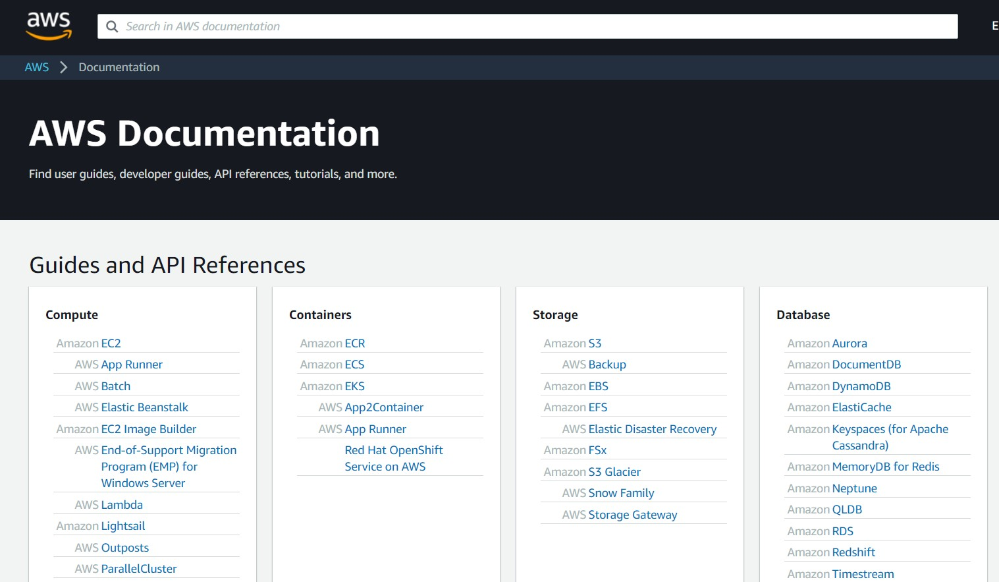 aws
Search in AWS documentation
E
AWS
Documentation
AWS Documentation
Find user guides, developer guides, API references, tutorials, and more.
Guides and API References
Compute
Amazon EC2
AWS App Runner
AWS Batch
AWS Elastic Beanstalk
Amazon EC2 Image Builder
AWS End-of-Support Migration
Program (EMP) for
Windows Server
AWS Lambda
Amazon Lightsail
AWS Outposts
AWS ParallelCluster
Containers
Amazon ECR
Amazon ECS
Amazon EKS
AWS App2Container
AWS App Runner
Red Hat OpenShift
Service on AWS
Storage
Amazon S3
AWS Backup
Amazon EBS
Amazon EFS
AWS Elastic Disaster Recovery
Amazon FSx
Amazon S3 Glacier
AWS Snow Family
AWS Storage Gateway
Database
Amazon Aurora
Amazon DocumentDB
Amazon DynamoDB
Amazon ElastiCache
Amazon Keyspaces (for Apache
Cassandra)
Amazon MemoryDB for Redis
Amazon Neptune
Amazon QLDB
Amazon RDS
Amazon Redshift
Amazon Timestream